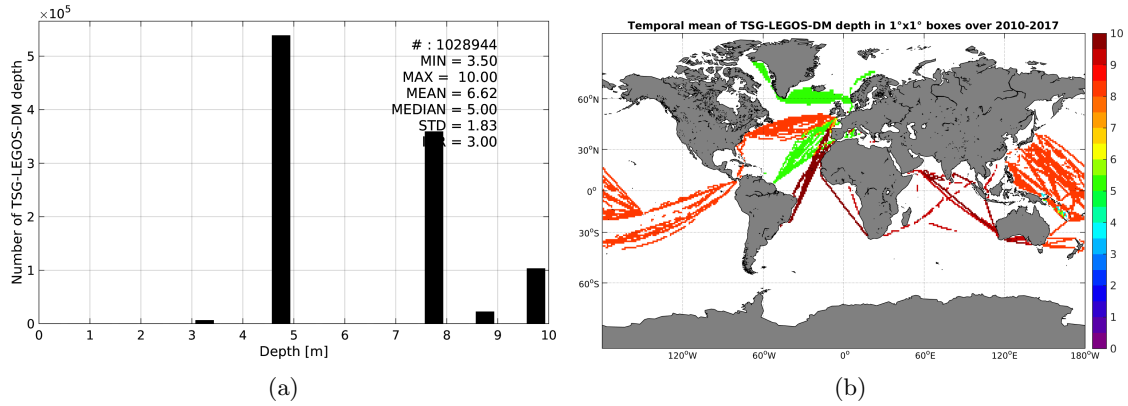 ×10⁵
# : 1028944
MIN = 3.50
MAX = 10.00
MEAN = 6.62
MEDIAN = 5.00
STD = 1.83
= 3.00
5
4
3
2
1
0
Number of TSG-LEGOS-DM depth
0 1 2 3 4 5 6 7 8 9 10
Depth [m]
(a)
Temporal mean of TSG-LEGOS-DM depth in 1°x1° boxes over 2010-2017
60°N
30°N
0°
30°S
60°S
120°W 60°W 0° 60°E 120°E 180°W
10
9
8
7
6
5
4
3
2
1
0
(b)